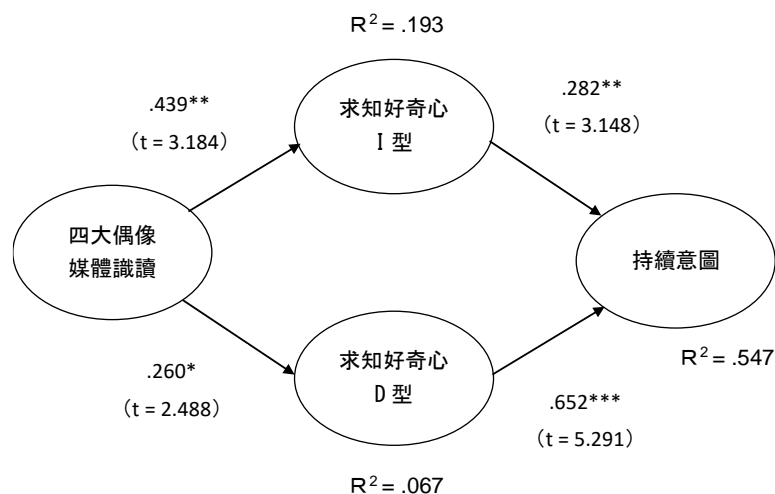 R² = .193
.439**
（t = 3.184）
求知好奇心
I 型
.282**
（t = 3.148）
四大偶像
媒體識讀
持續意圖
求知好奇心
D 型
R² = .547
.260*
（t = 2.488）
.652***
（t = 5.291）
R² = .067